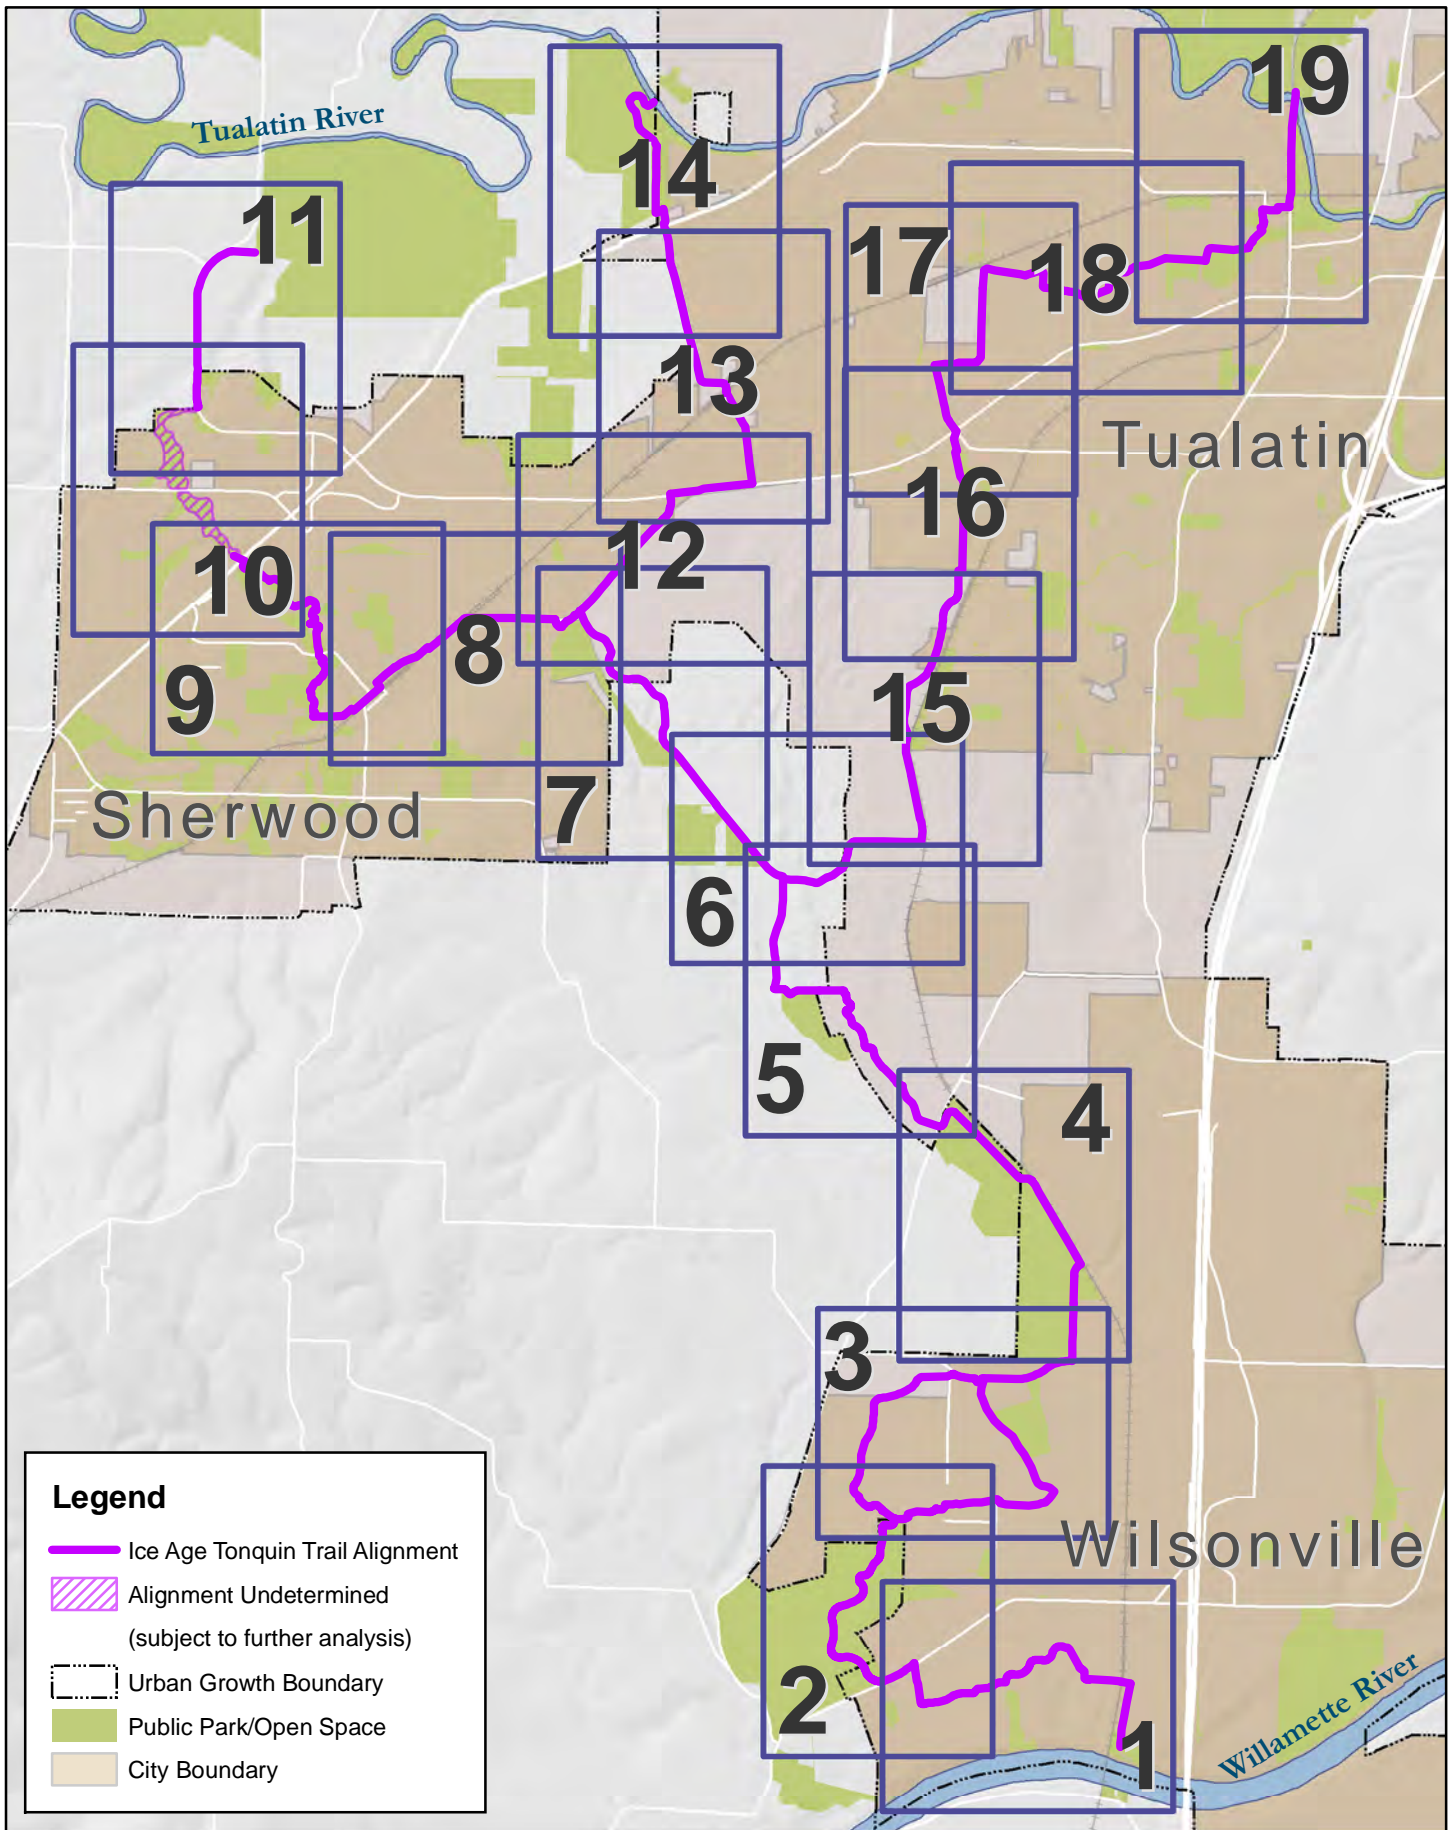 19
Tualatin River
14
11
17
18
13
Tualatin
16
12
10
8
9
15
7
Sherwood
6
5
4
3
Legend
Wilsonville
Ice Age Tonquin Trail Alignment
Alignment Undetermined
(subject to further analysis)
Urban Growth Boundary
2
Willamette River
Public Park/Open Space
1
City Boundary